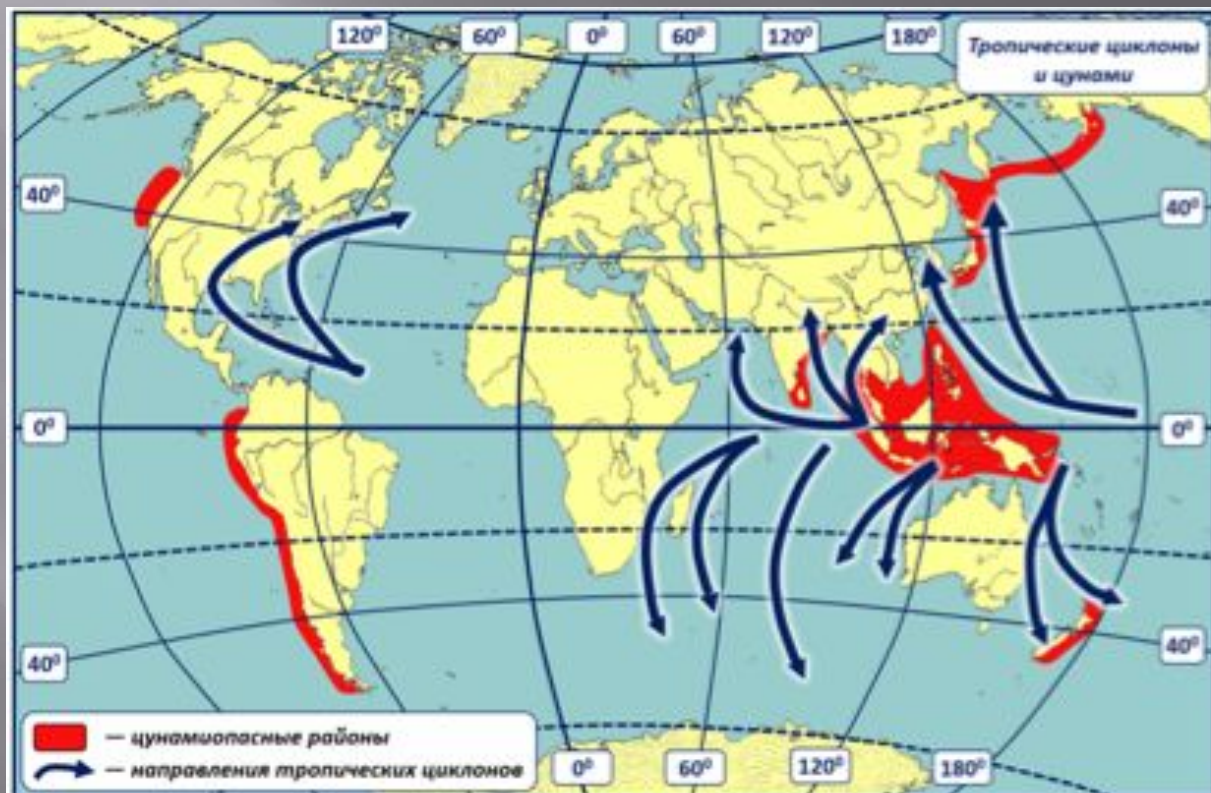 120⁰ 60⁰ 0⁰ 60⁰ 120⁰ 180⁰
Тропические циклоны
и цунами
40⁰ 40⁰
0⁰ 0⁰
40⁰ 40⁰
— цунамиопасные районы
— направления тропических циклонов
0⁰ 60⁰ 120⁰ 180⁰